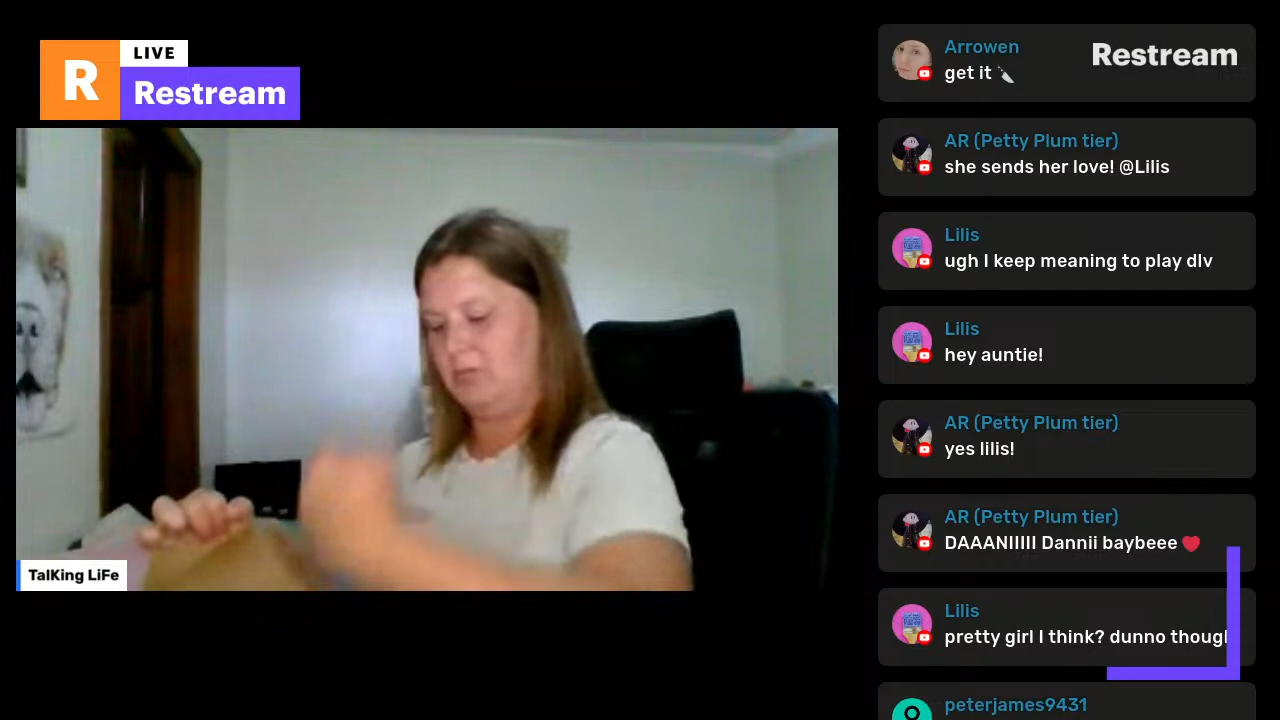 R
LIVE
Restream
TalKing LiFe
Restream
Arrowen
get it
AR (Petty Plum tier)
she sends her love! @Lilis
Lilis
ugh I keep meaning to play dlv
Lilis
hey auntie!
AR (Petty Plum tier)
yes lilis!
AR (Petty Plum tier)
DAAANIIIII Dannii baybeee
Lilis
pretty girl I think? dunno though
peterjames9431